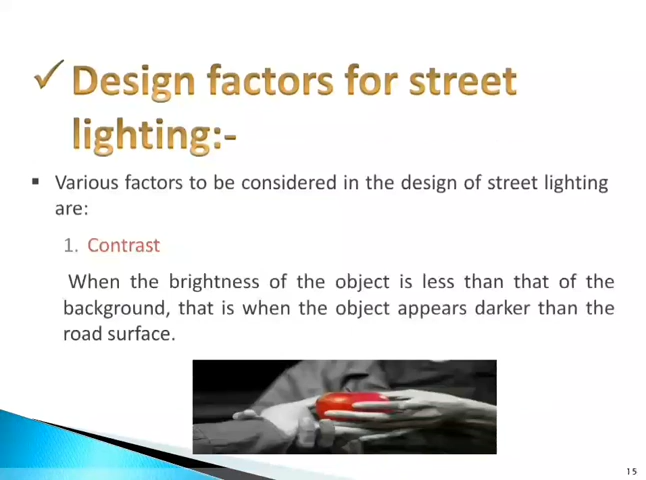 ✓ Design factors for street
lighting:-
▪ Various factors to be considered in the design of street lighting
are:
1. Contrast
When the brightness of the object is less than that of the
background, that is when the object appears darker than the
road surface.
15